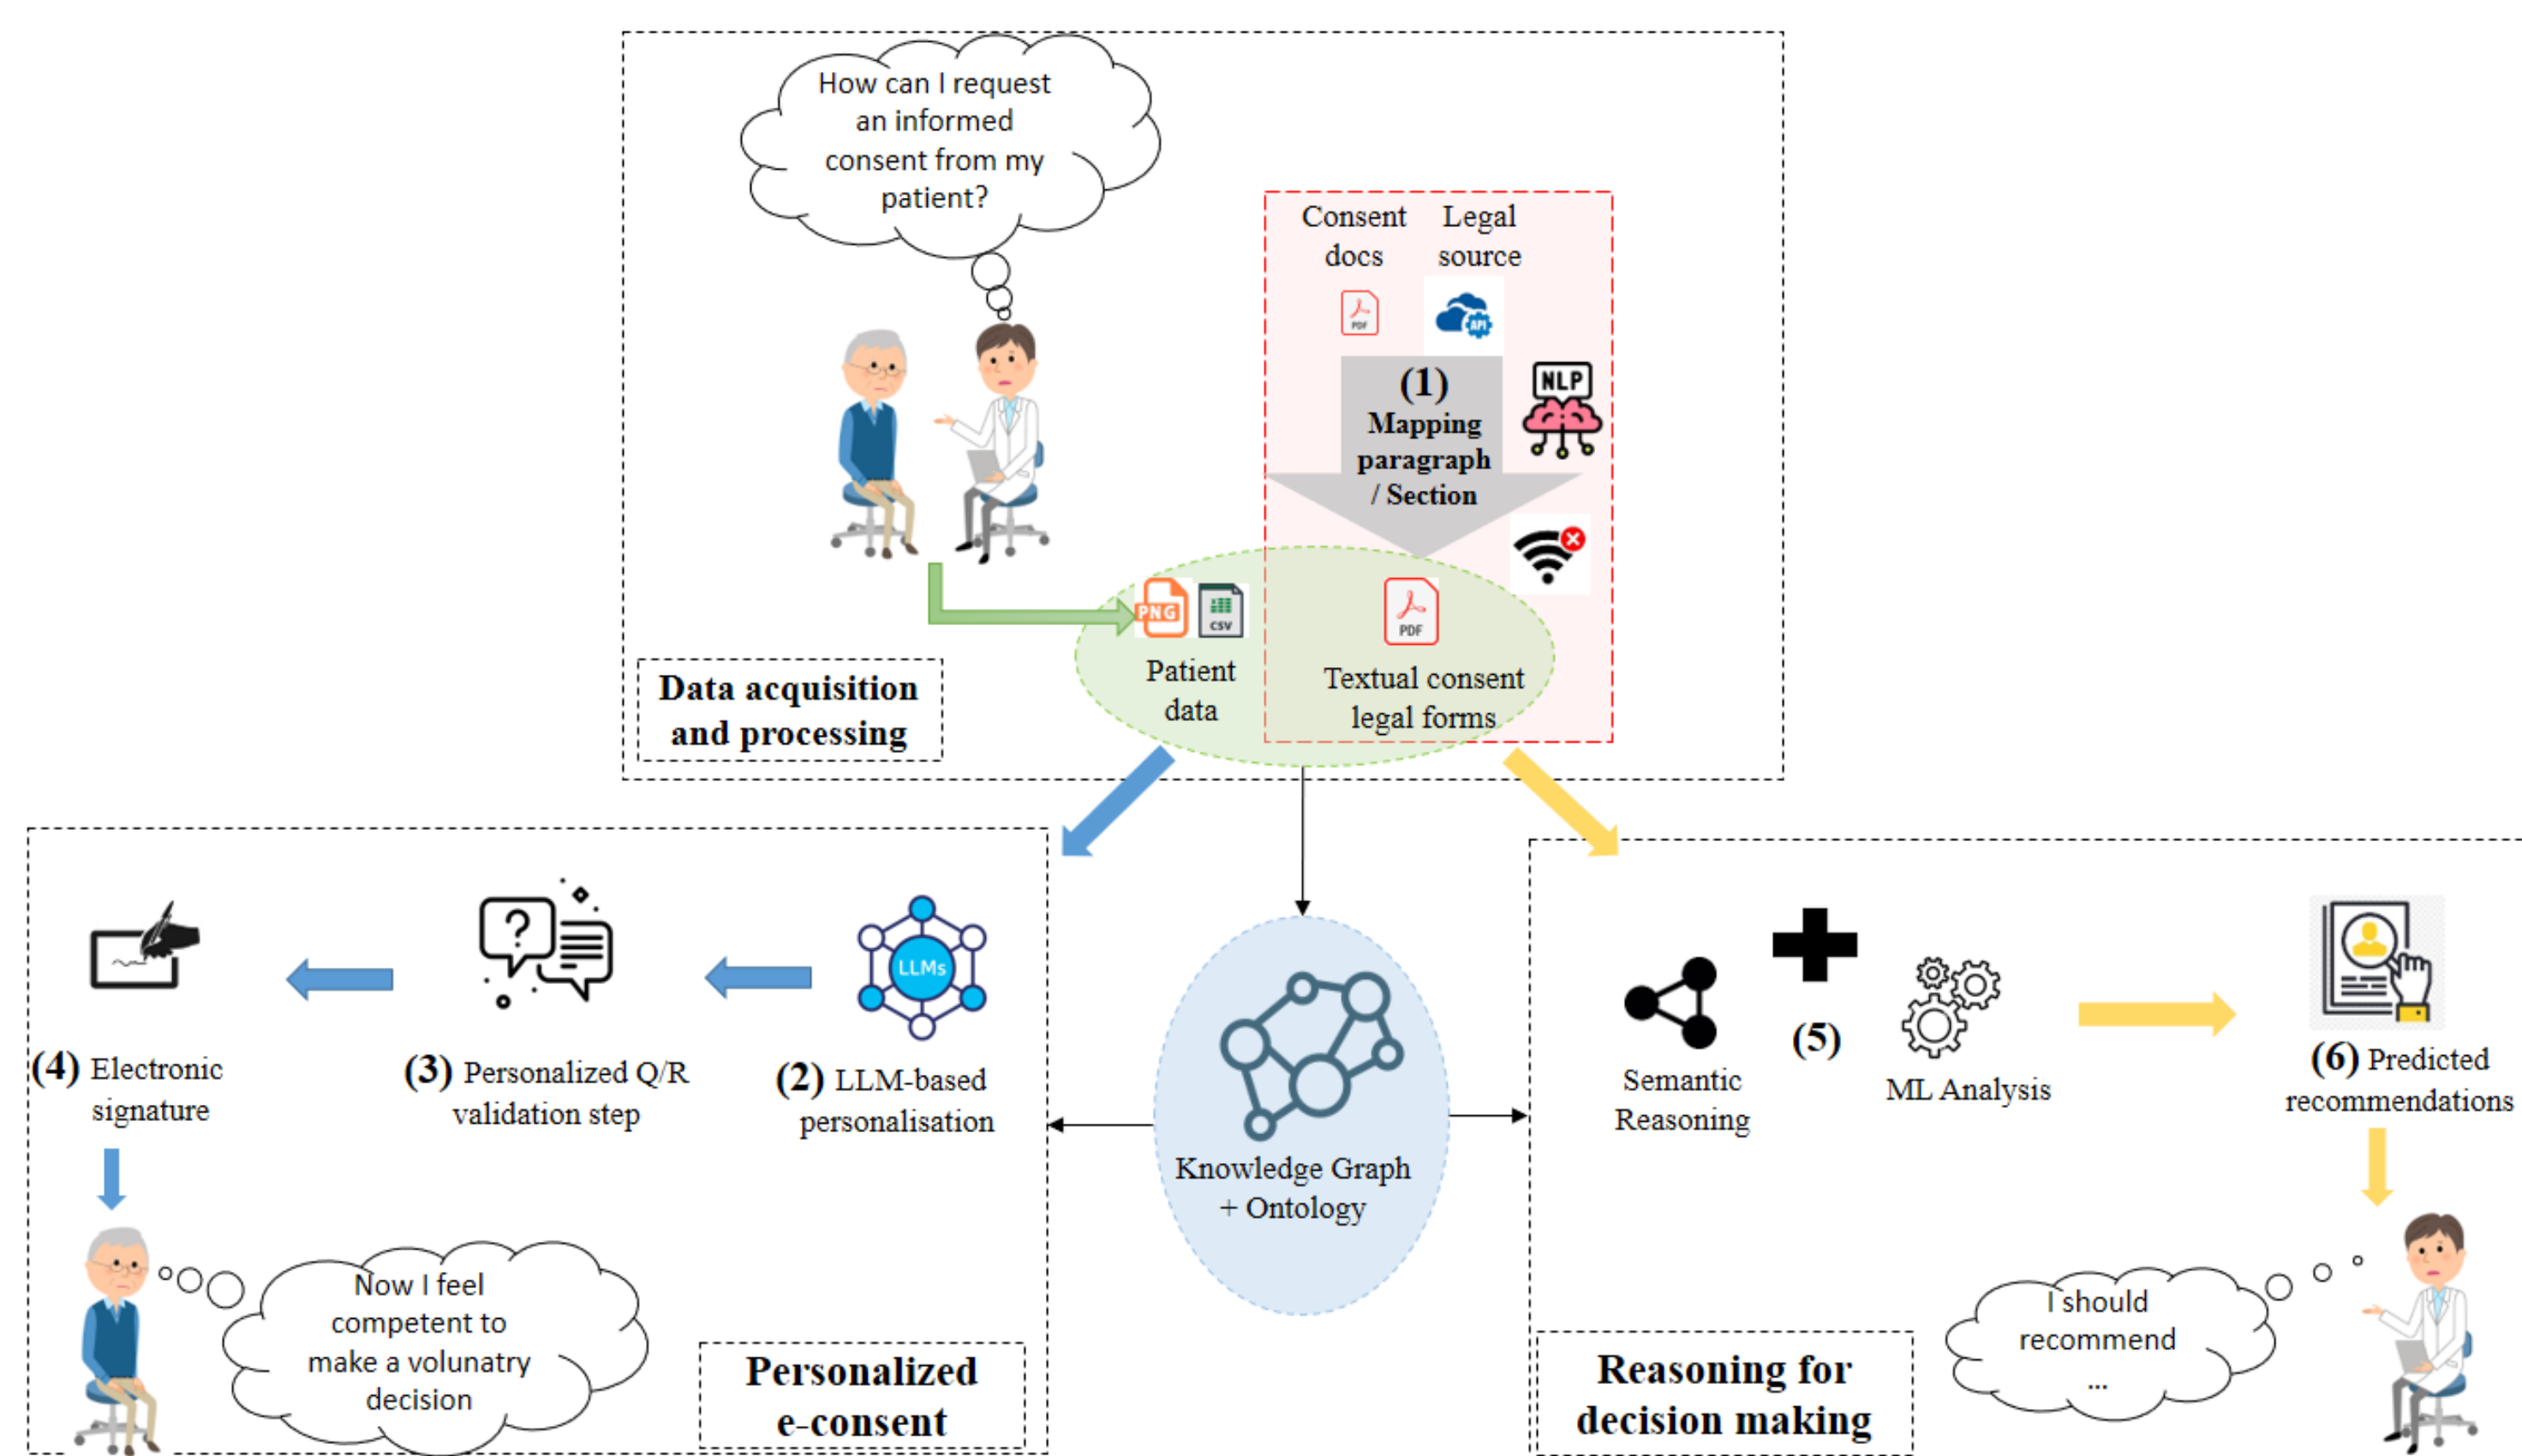 How can I request
an informed
consent from my
patient?
Consent
docs
Legal
source
PDF
API
(1)
Mapping
paragraph
/ Section
NLP
PNG
CSV
PDF
Patient
data
Textual consent
legal forms
Data acquisition
and processing
?
LLMs
(4) Electronic
signature
(3) Personalized Q/R
validation step
(2) LLM-based
personalisation
Now I feel
competent to
make a volunatry
decision
Personalized
e-consent
Knowledge Graph
+ Ontology
Semantic
Reasoning
(5)
ML Analysis
(6) Predicted
recommendations
I should
recommend
...
Reasoning for
decision making